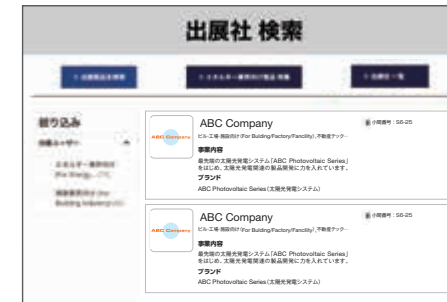 出展社 検索
絞り込み
ABC Company
ABC Company
小間番号：S6-25
ビル・工場・施設向け(For Building/Factory/Fancility),不動産テック…
事業内容
最先端の太陽光発電システム「ABC Photovoltaic Series」
をはじめ、太陽光発電関連の製品開発に力を入れています。
ブランド
ABC Photovoltaic Series(太陽光発電システム)
ABC Company
ABC Company
小間番号：S6-25
ビル・工場・施設向け(For Building/Factory/Fancility),不動産テック…
事業内容
最先端の太陽光発電システム「ABC Photovoltaic Series」
をはじめ、太陽光発電関連の製品開発に力を入れています。
ブランド
ABC Photovoltaic Series(太陽光発電システム)